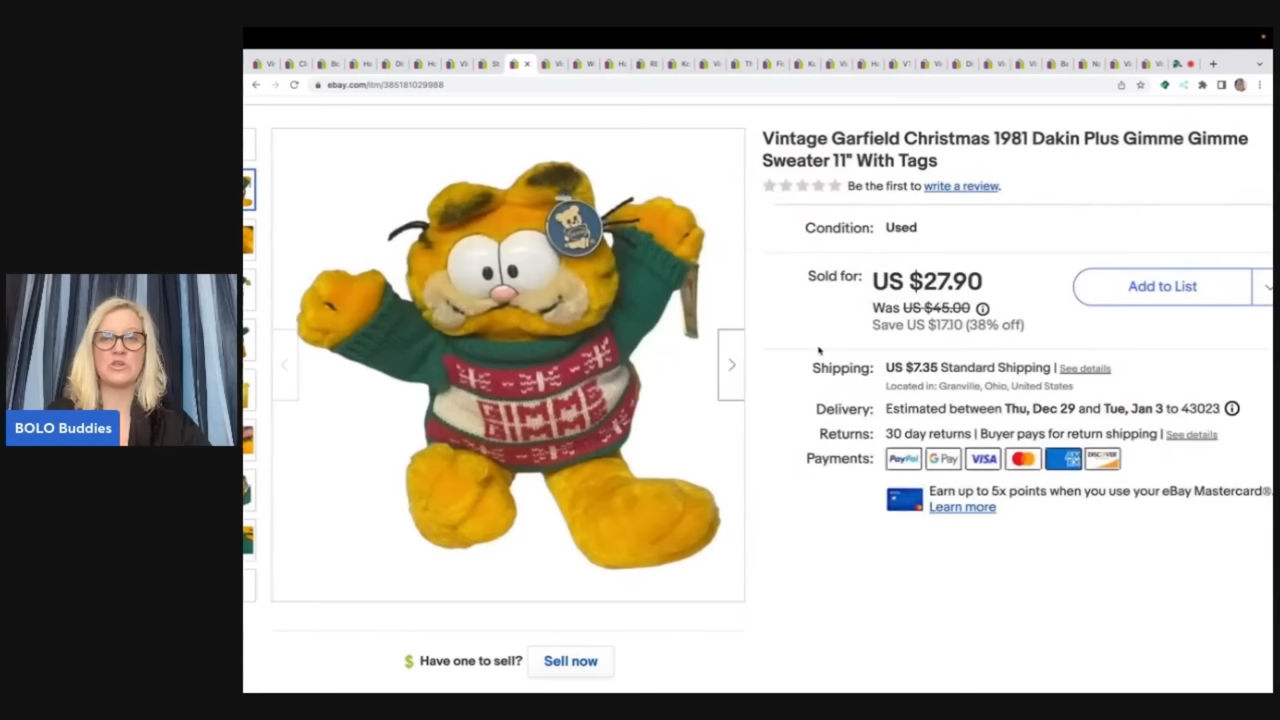 ebay.com/itm/385181029988
Vintage Garfield Christmas 1981 Dakin Plus Gimme Gimme
Sweater 11" With Tags
Be the first to write a review.
Condition: Used
Sold for: US $27.90
Add to List
Was US $45.00
Save US $17.10 (38% off)
Shipping: US $7.35 Standard Shipping | See details
Located in: Granville, Ohio, United States
Delivery: Estimated between Thu, Dec 29 and Tue, Jan 3 to 43023
Returns: 30 day returns | Buyer pays for return shipping | See details
Payments: PayPal G Pay VISA DISCOVER
Earn up to 5x points when you use your eBay Mastercard®.
Learn more
GIMME
BOLO Buddies
$ Have one to sell? Sell now